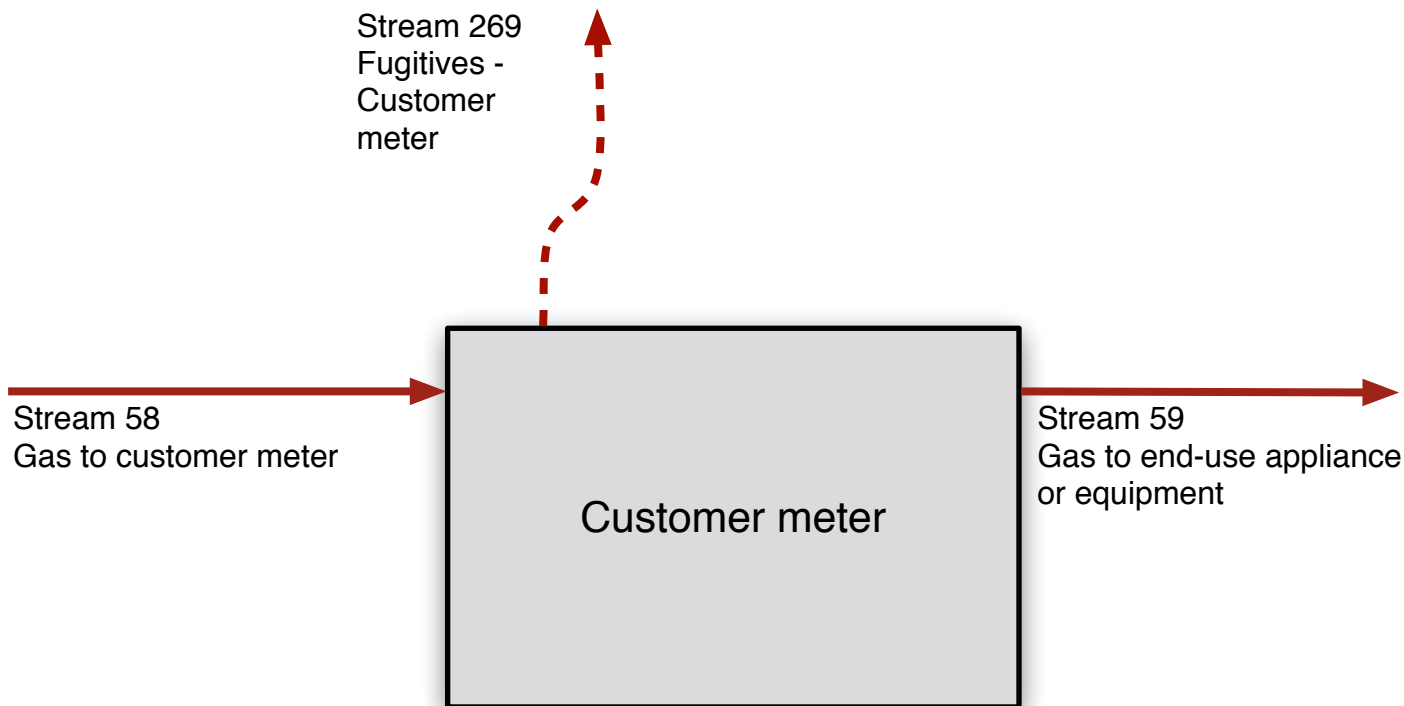 Stream 269
Fugitives -
Customer
meter
Stream 58
Gas to customer meter
Customer meter
Stream 59
Gas to end-use appliance
or equipment